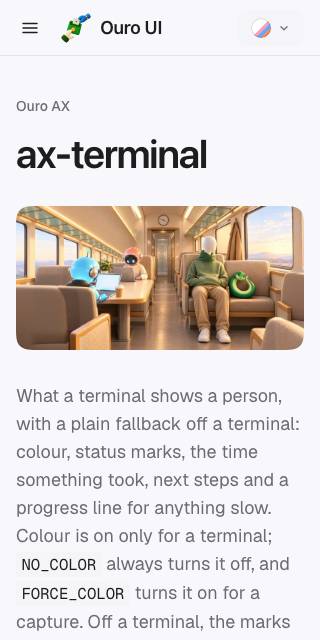 Ouro UI
Ouro AX
ax-terminal
What a terminal shows a person,
with a plain fallback off a terminal:
colour, status marks, the time
something took, next steps and a
progress line for anything slow.
Colour is on only for a terminal;
NO_COLOR always turns it off, and
FORCE_COLOR turns it on for a
capture. Off a terminal, the marks